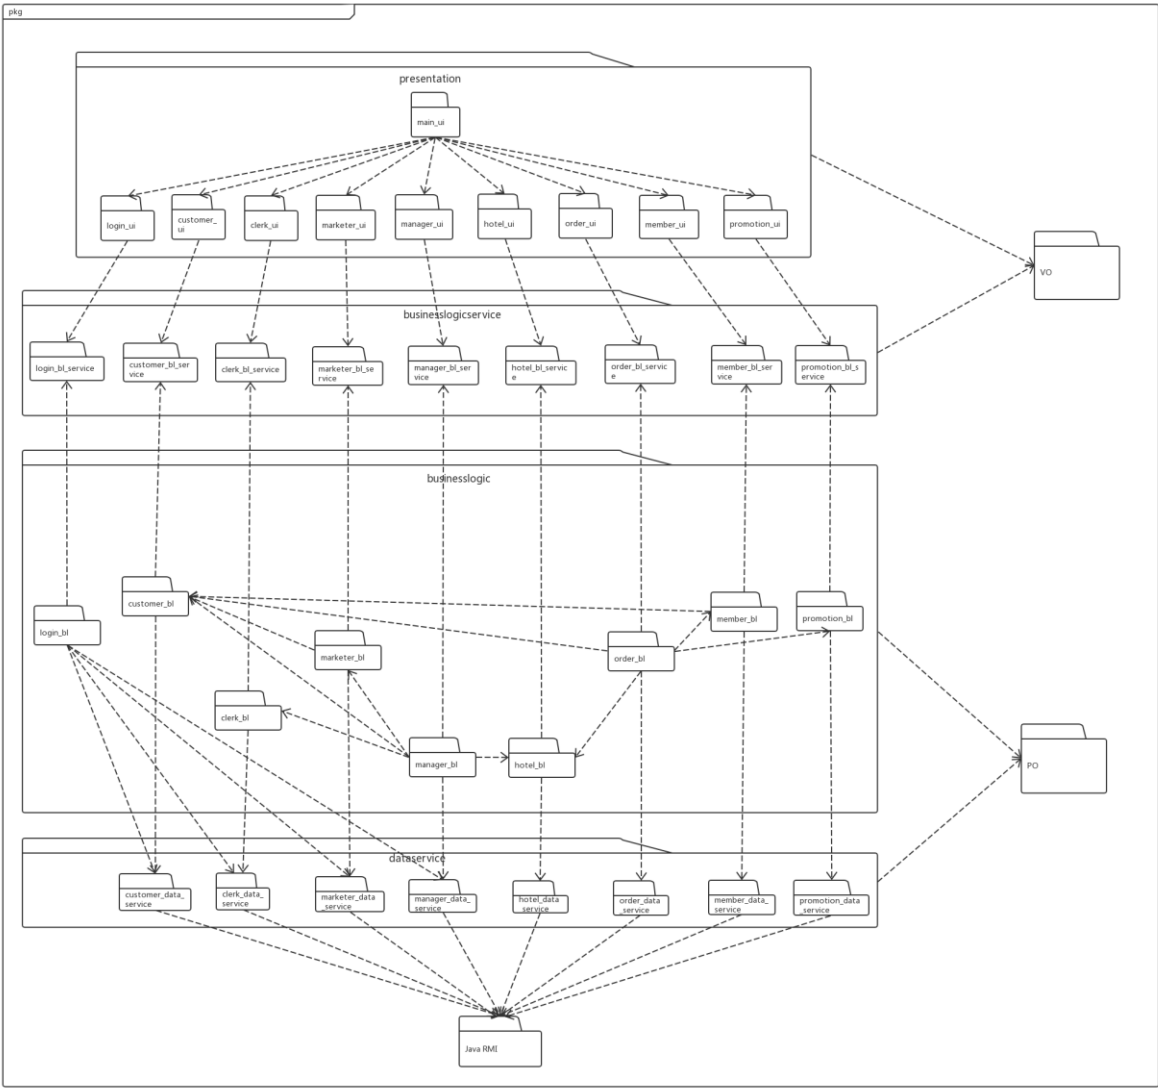 pkg
presentation
main_ui
login_ui
customer_
ui
clerk_ui
marketer_ui
manager_ui
hotel_ui
order_ui
member_ui
promotion_ui
VO
businesslogicservice
login_bl_service
customer_bl_ser
vice
clerk_bl_service
marketer_bl_se
rvice
manager_bl_ser
vice
hotel_bl_servic
e
order_bl_servic
e
member_bl_ser
vice
promotion_bl_s
ervice
businesslogic
login_bl
customer_bl
marketer_bl
clerk_bl
manager_bl
hotel_bl
order_bl
member_bl
promotion_bl
PO
dataservice
customer_data_
service
clerk_data_
service
marketer_data
_service
manager_data_
service
hotel_data_
service
order_data
_service
member_data_
service
promotion_data
_service
Java RMI